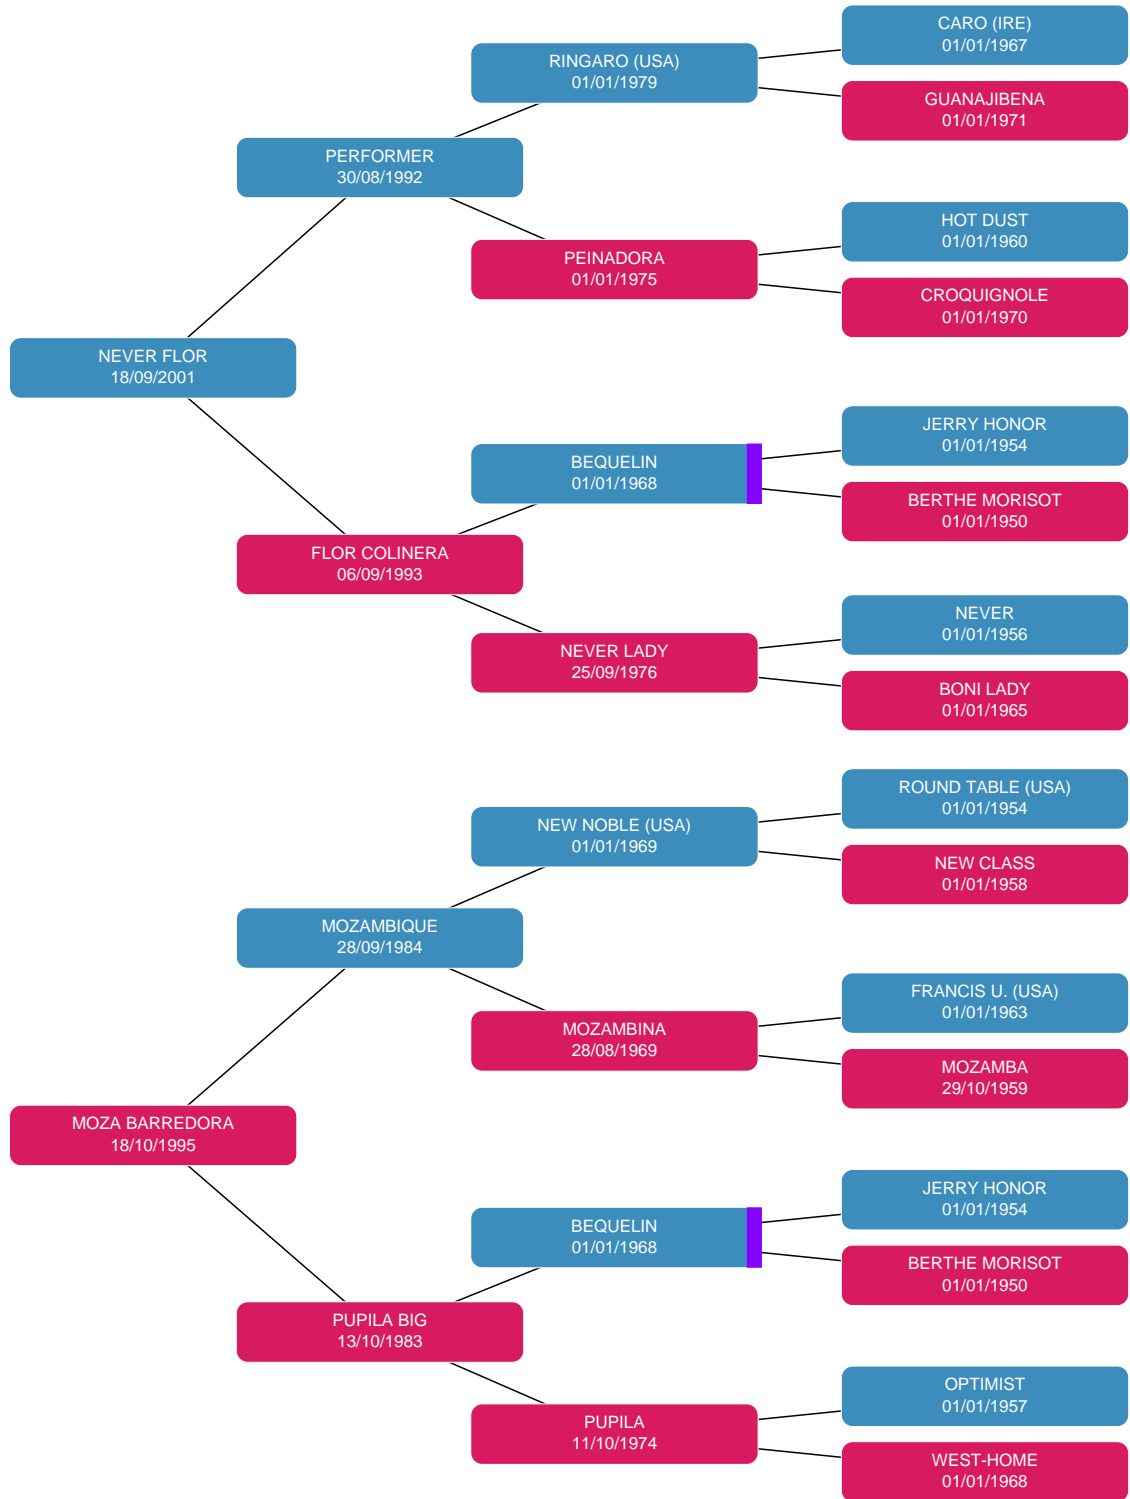 CARO (IRE)
01/01/1967
RINGARO (USA)
01/01/1979
GUANAJIBENA
01/01/1971
PERFORMER
30/08/1992
HOT DUST
01/01/1960
PEINADORA
01/01/1975
CROQUIGNOLE
01/01/1970
NEVER FLOR
18/09/2001
JERRY HONOR
01/01/1954
BEQUELIN
01/01/1968
BERTHE MORISOT
01/01/1950
FLOR COLINERA
06/09/1993
NEVER
01/01/1956
NEVER LADY
25/09/1976
BONI LADY
01/01/1965
ROUND TABLE (USA)
01/01/1954
NEW NOBLE (USA)
01/01/1969
NEW CLASS
01/01/1958
MOZAMBIQUE
28/09/1984
FRANCIS U. (USA)
01/01/1963
MOZAMBINA
28/08/1969
MOZAMBA
29/10/1959
MOZA BARREDORA
18/10/1995
JERRY HONOR
01/01/1954
BEQUELIN
01/01/1968
BERTHE MORISOT
01/01/1950
PUPILA BIG
13/10/1983
OPTIMIST
01/01/1957
PUPILA
11/10/1974
WEST-HOME
01/01/1968